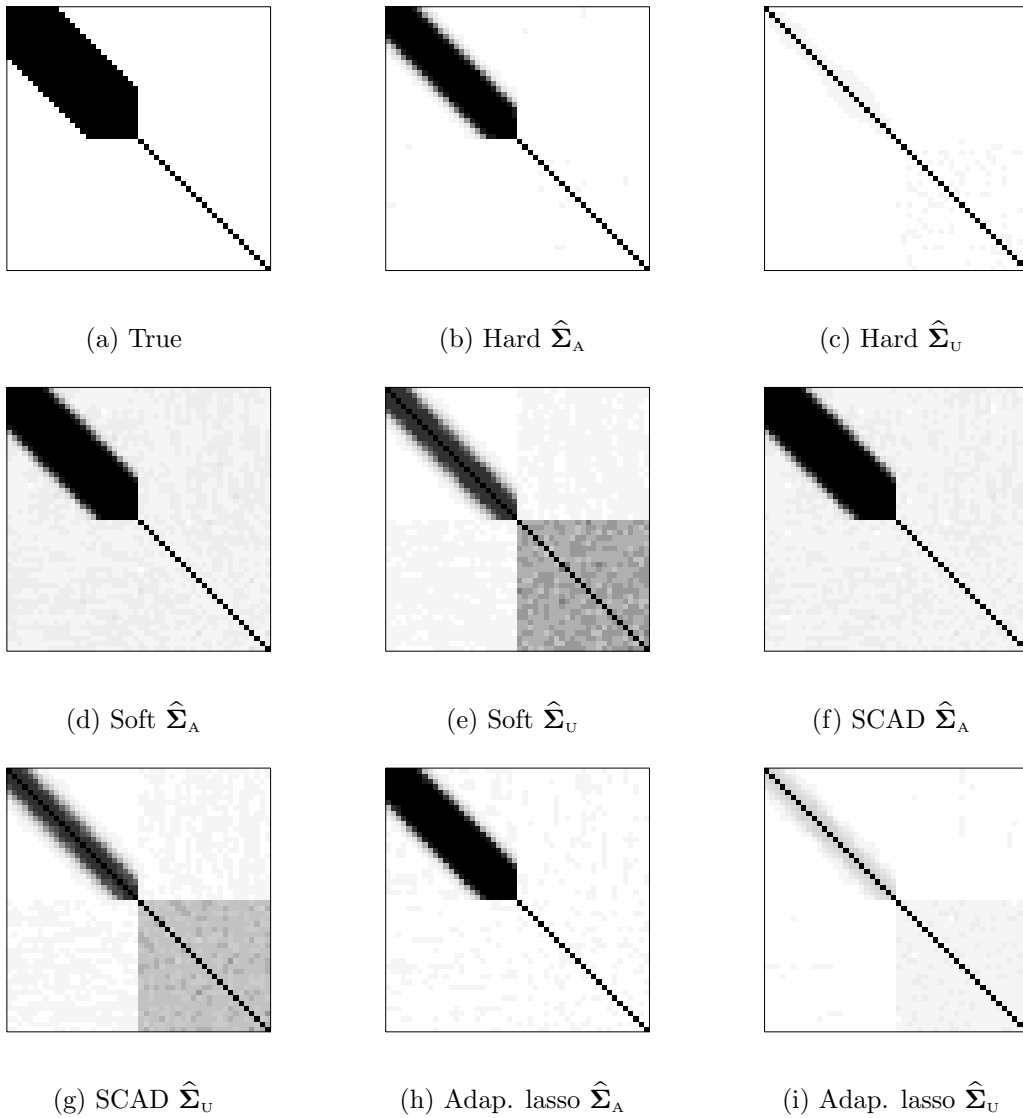 (a) True
(b) Hard Σ̂_A
(c) Hard Σ̂_U
(d) Soft Σ̂_A
(e) Soft Σ̂_U
(f) SCAD Σ̂_A
(g) SCAD Σ̂_U
(h) Adap. lasso Σ̂_A
(i) Adap. lasso Σ̂_U